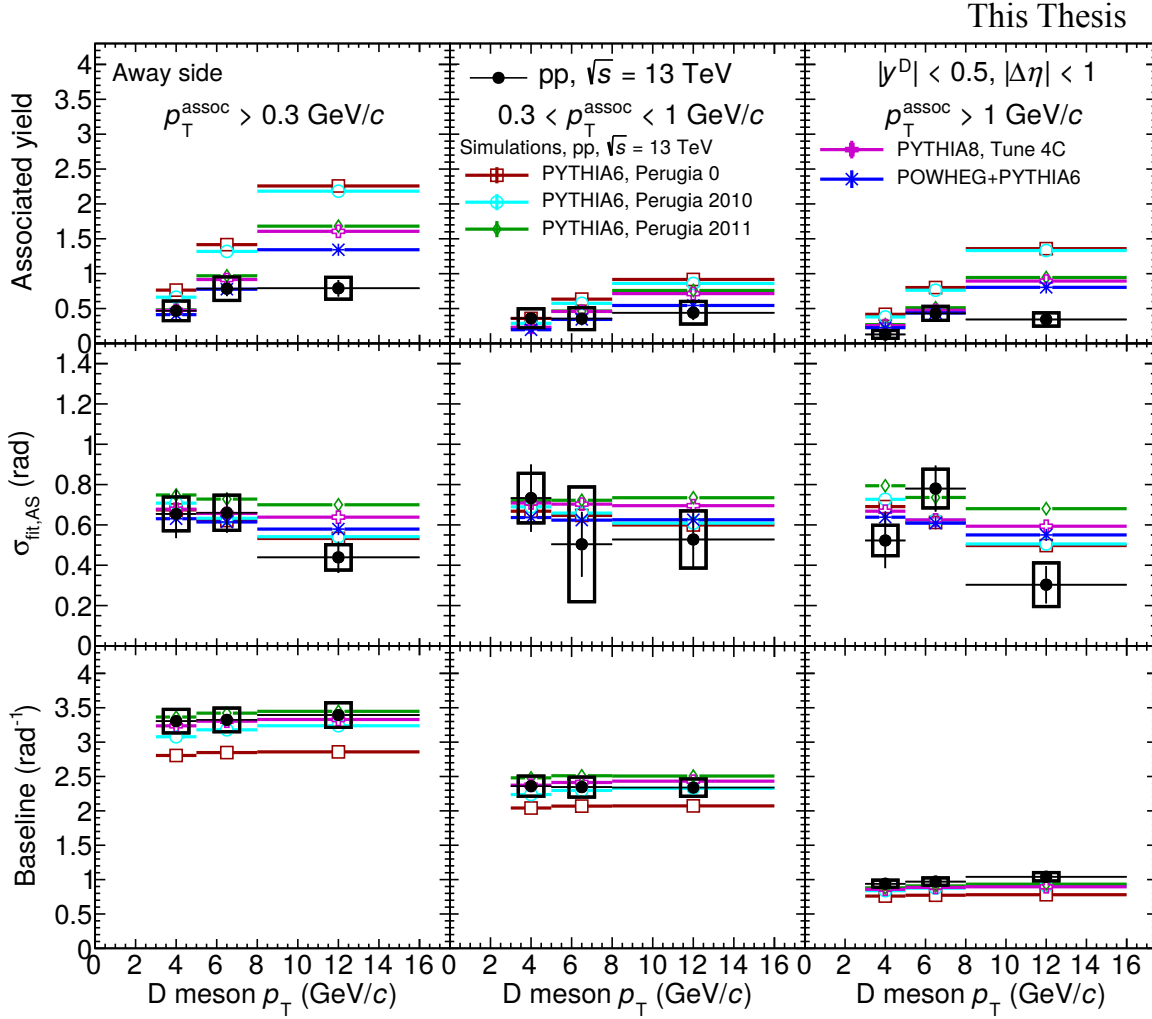 This Thesis
Away side
p_T^assoc > 0.3 GeV/c
pp, √s = 13 TeV
0.3 < p_T^assoc < 1 GeV/c
Simulations, pp, √s = 13 TeV
PYTHIA6, Perugia 0
PYTHIA6, Perugia 2010
PYTHIA6, Perugia 2011
|y^D| < 0.5, |Δη| < 1
p_T^assoc > 1 GeV/c
PYTHIA8, Tune 4C
POWHEG+PYTHIA6
Associated yield
4
3.5
3
2.5
2
1.5
1
0.5
0
σ_fit,AS (rad)
1.4
1.2
1
0.8
0.6
0.4
0.2
0
Baseline (rad⁻¹)
4
3.5
3
2.5
2
1.5
1
0.5
0
0 2 4 6 8 10 12 14 16 0 2 4 6 8 10 12 14 16 0 2 4 6 8 10 12 14 16
D meson p_T (GeV/c) D meson p_T (GeV/c) D meson p_T (GeV/c)